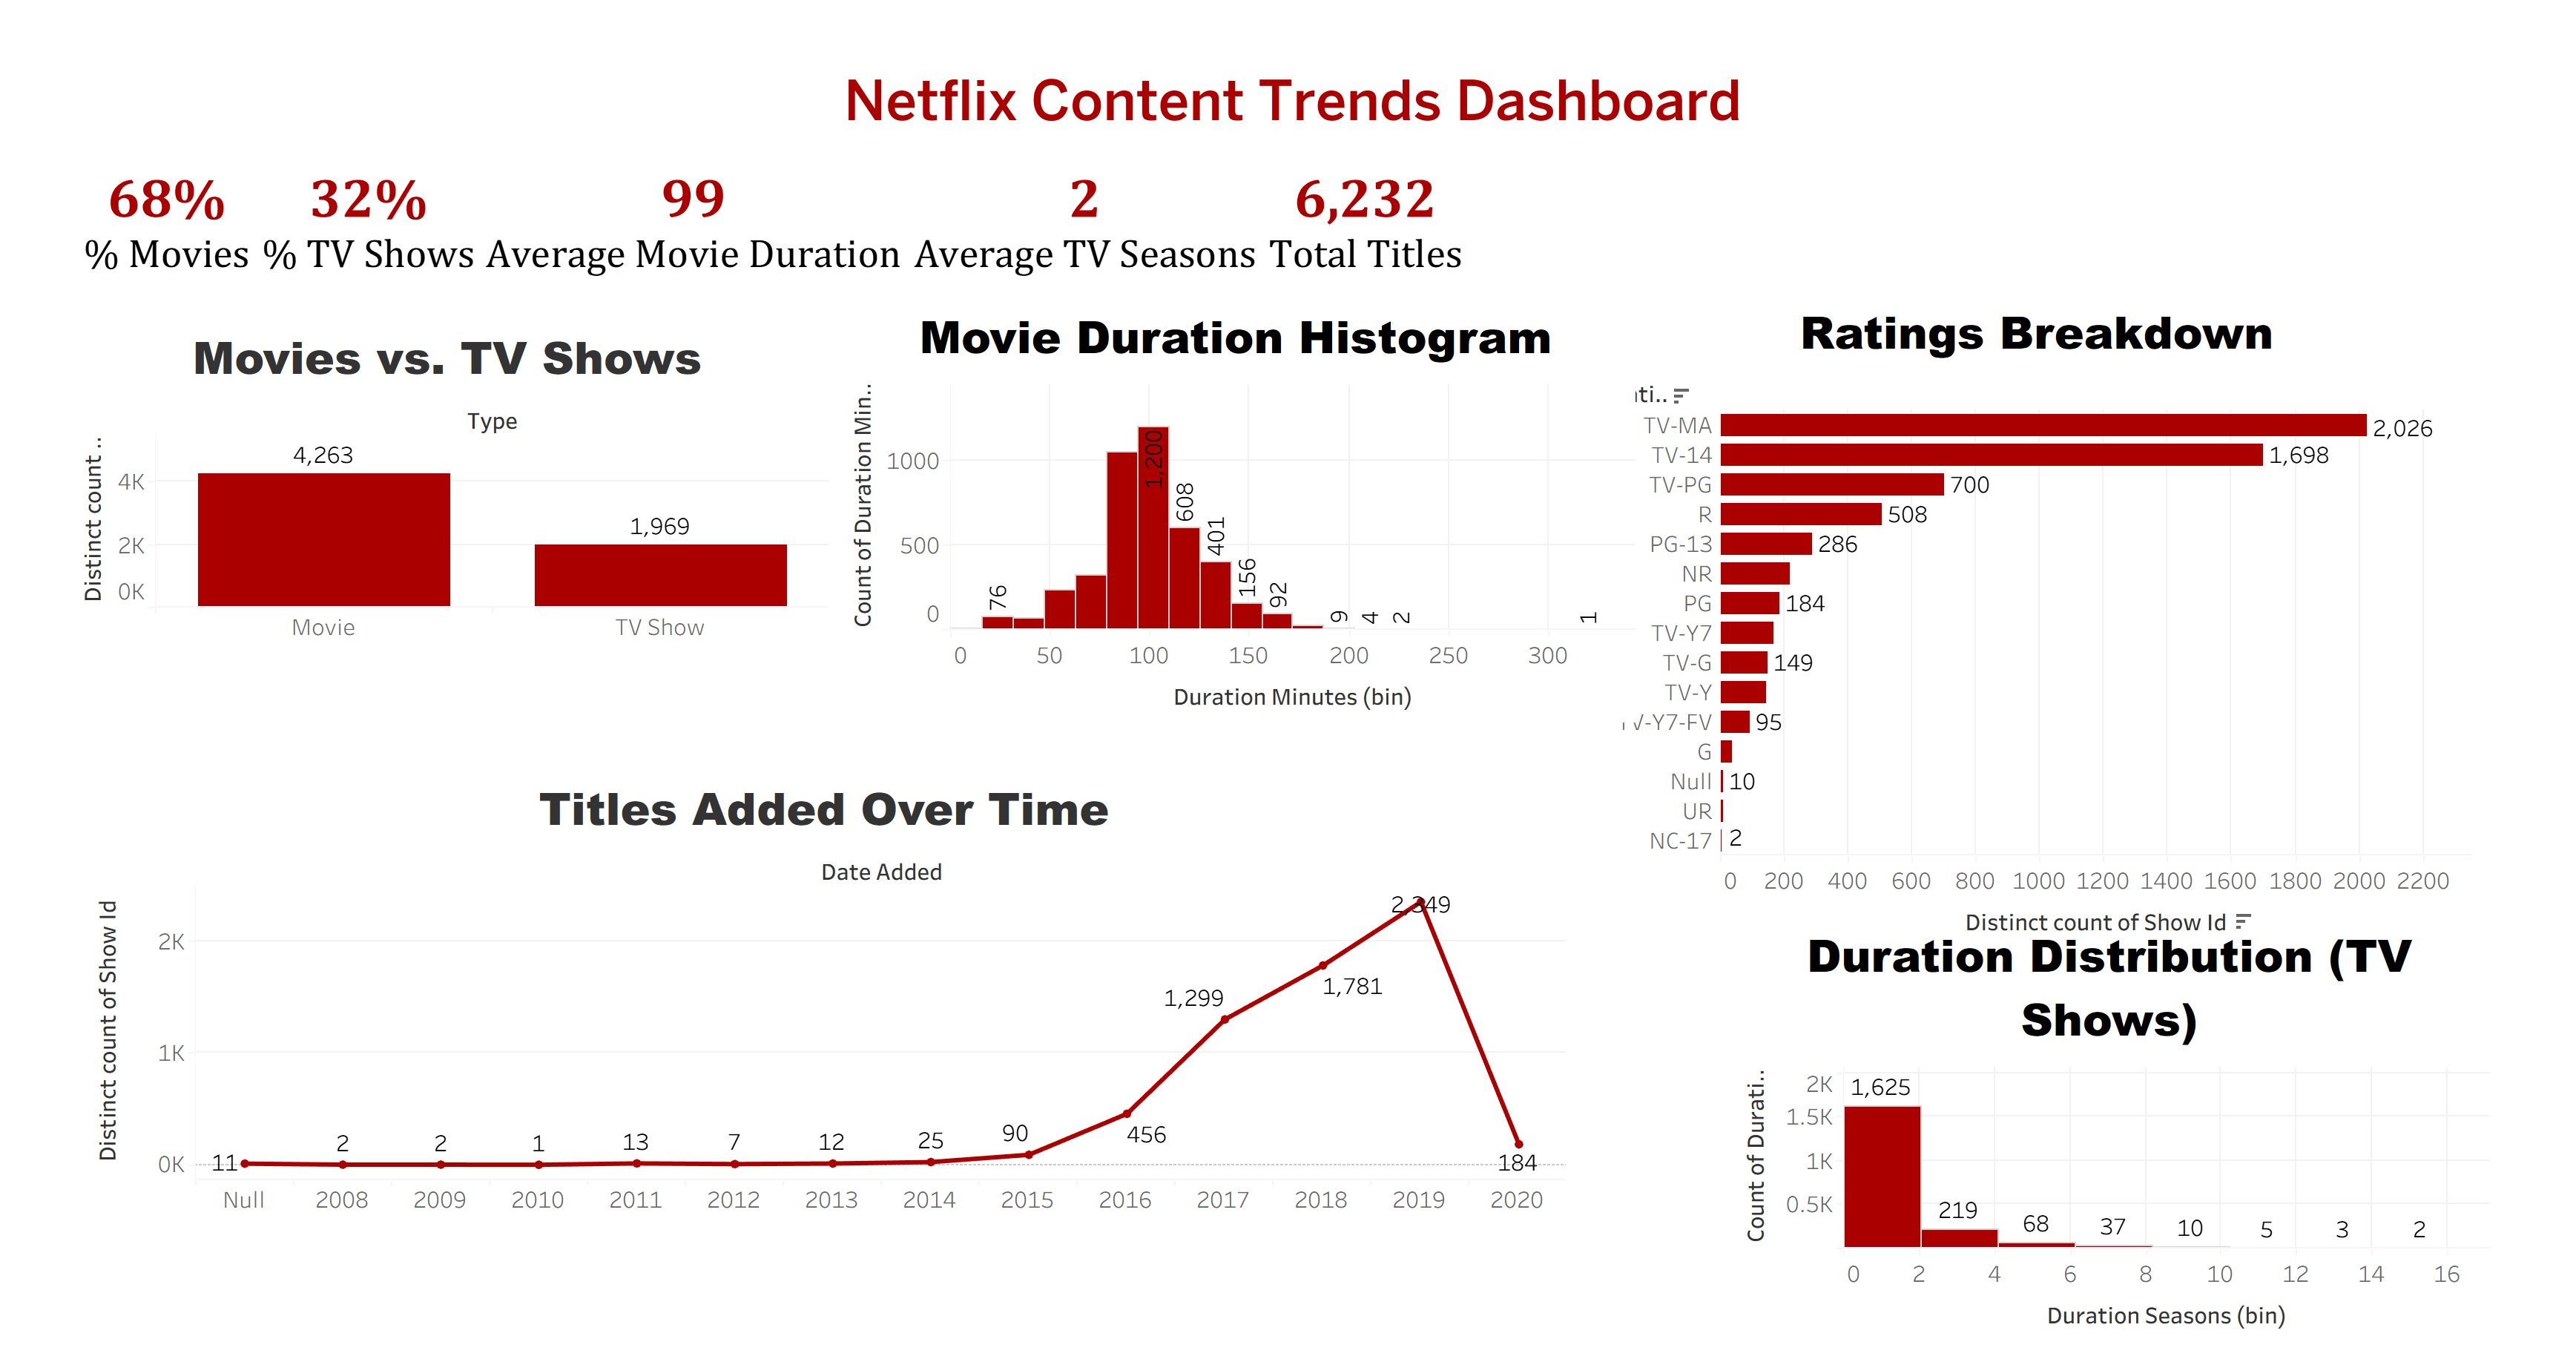 Netflix Content Trends Dashboard
68% 32% 99 2 6,232
% Movies % TV Shows Average Movie Duration Average TV Seasons Total Titles
Movies vs. TV Shows
Type
Distinct count ..
4K
2K
0K
4,263
1,969
Movie TV Show
Movie Duration Histogram
Count of Duration Min..
1000
500
0
76
1,200
608
401
156
92
9
4
2
1
0 50 100 150 200 250 300
Duration Minutes (bin)
Ratings Breakdown
ti..
TV-MA 2,026
TV-14 1,698
TV-PG 700
R 508
PG-13 286
NR
PG 184
TV-Y7
TV-G 149
TV-Y
V-Y7-FV 95
G
Null 10
UR
NC-17 2
0 200 400 600 800 1000 1200 1400 1600 1800 2000 2200
Distinct count of Show Id
Titles Added Over Time
Date Added
Distinct count of Show Id
2K
1K
0K
11 2 2 1 13 7 12 25 90 456 1,299 1,781 2,349 184
Null 2008 2009 2010 2011 2012 2013 2014 2015 2016 2017 2018 2019 2020
Duration Distribution (TV
Shows)
Count of Durati..
2K
1.5K
1K
0.5K
1,625 219 68 37 10 5 3 2
0 2 4 6 8 10 12 14 16
Duration Seasons (bin)